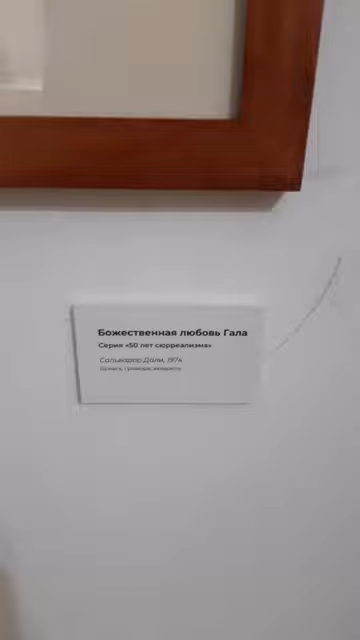 Божественная любовь Гала
Серия «50 лет сюрреализма»
Сальвадор Дали, 1974